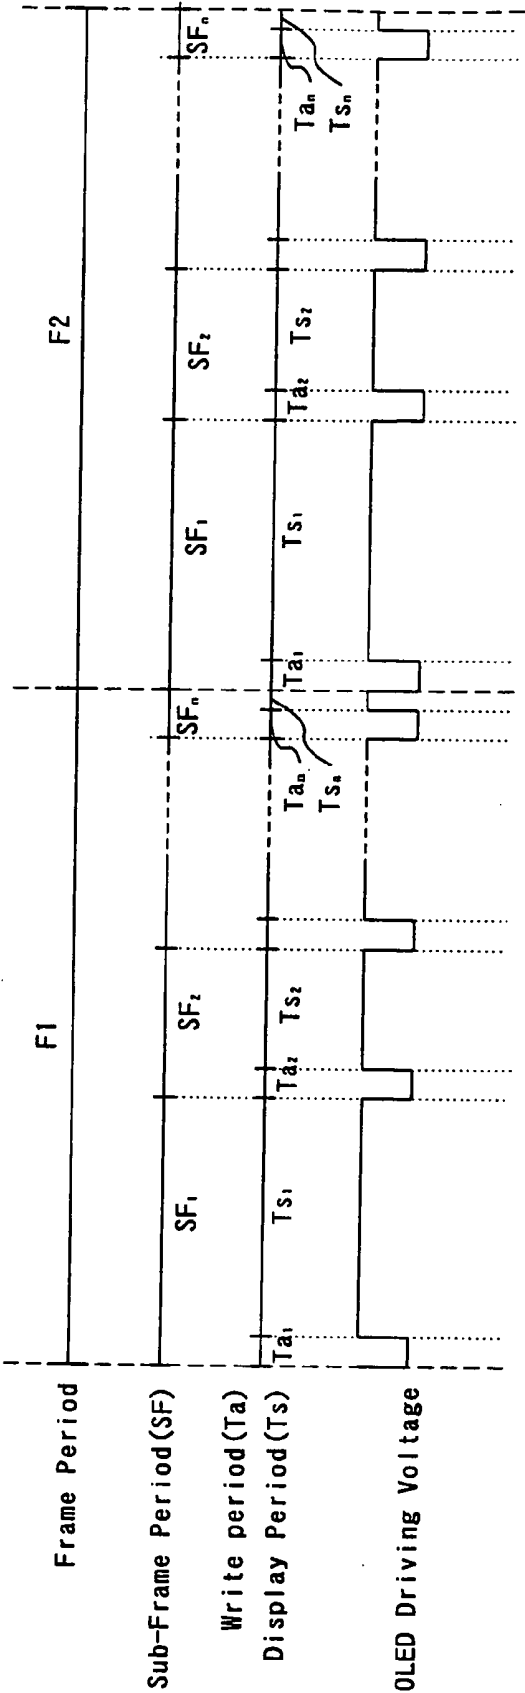 Frame Period
F1
F2
Sub-Frame Period(SF)
SF₁
SF₂
SFₙ
SF₁
SF₂
SFₙ
Write period(Ta)
Display Period(Ts)
Ta₁
Ts₁
Ta₂
Ts₂
Taₙ
Tsₙ
Ta₁
Ts₁
Ta₂
Ts₂
Taₙ
Tsₙ
OLED Driving Voltage